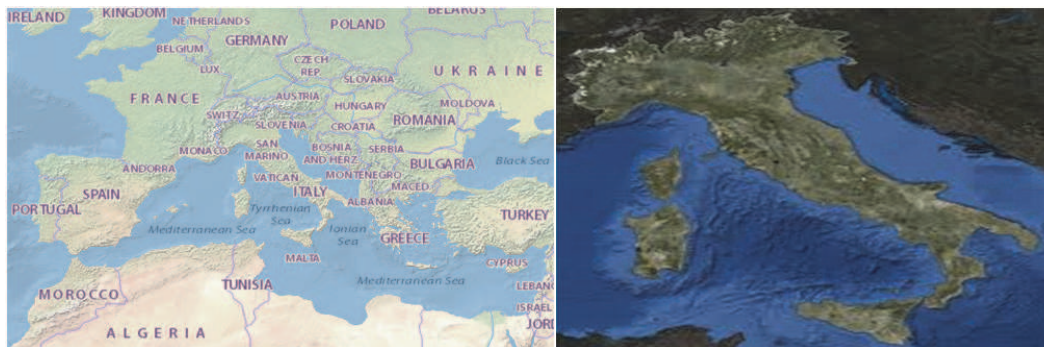 IRELAND
KINGDOM
NETHERLANDS
BELARUS
POLAND
GERMANY
BELGIUM
LUX
CZECH
REP.
SLOVAKIA
UKRAINE
FRANCE
AUSTRIA
MOLDOVA
SWITZ
HUNGARY
SLOVENIA
CROATIA
ROMANIA
MONACO
SAN
MARINO
BOSNIA
AND HERZ
SERBIA
BULGARIA
Black Sea
ANDORRA
VATICAN
MONTENEGRO
MACED
SPAIN
ITALY
ALBANIA
PORTUGAL
Tyrrhenian
Sea
TURKEY
Mediterranean Sea
Ionian
Sea
GREECE
MALTA
CYPRUS
Mediterranean Sea
TUNISIA
LEBANO
MOROCCO
ISRAEL
ALGERIA
JORD